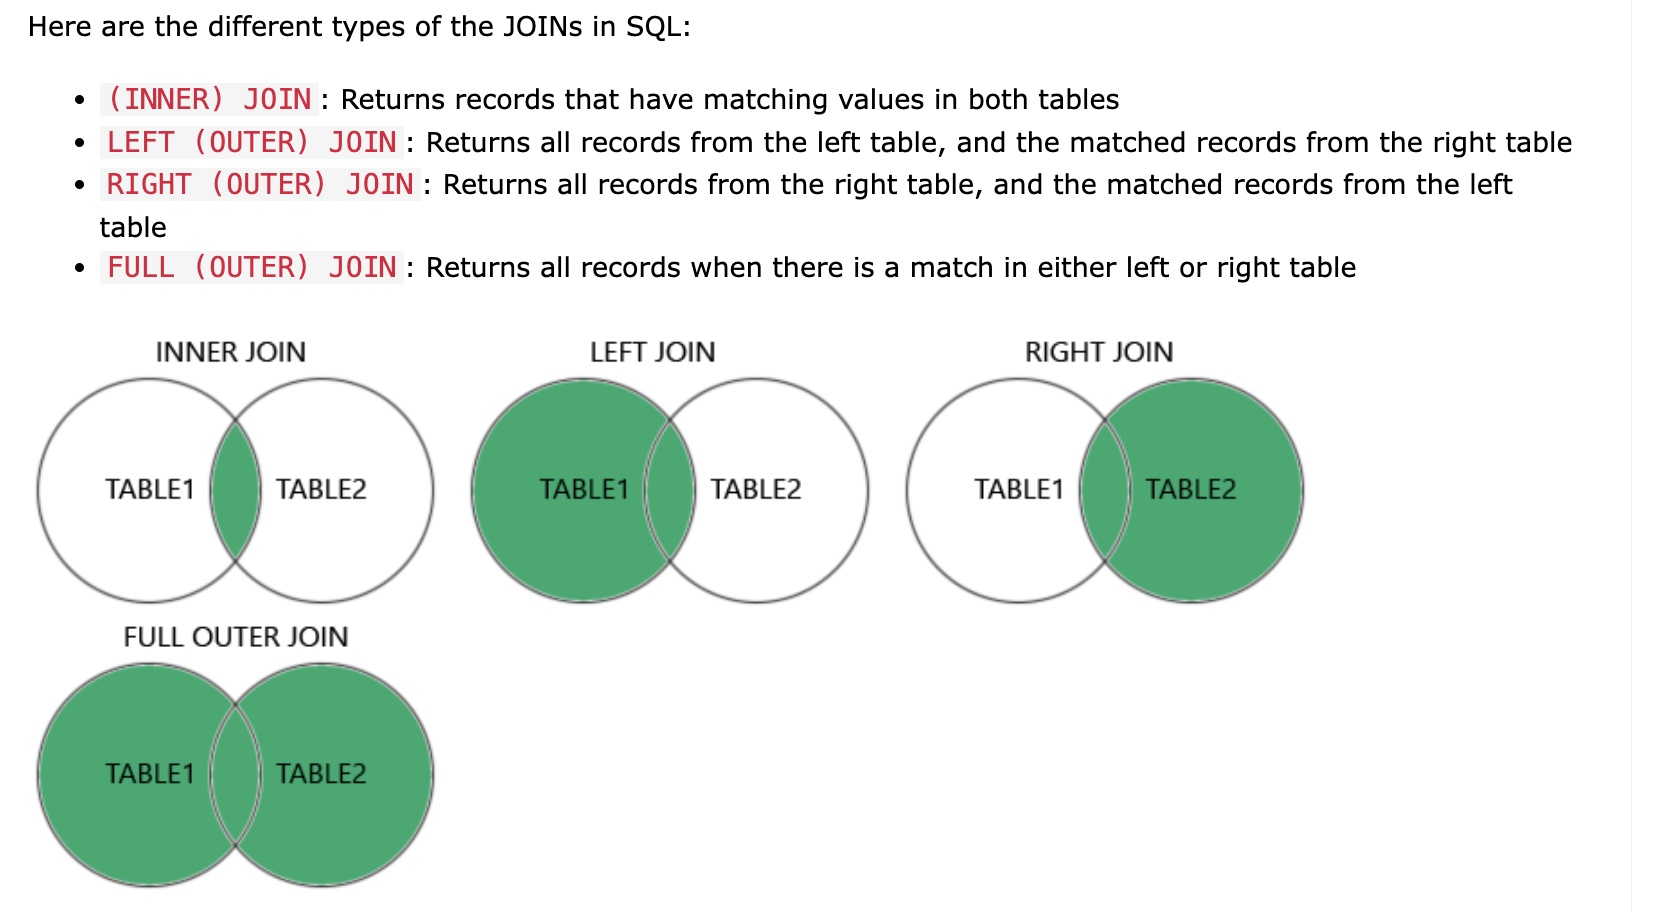 Here are the different types of the JOINs in SQL:
• (INNER) JOIN: Returns records that have matching values in both tables
• LEFT (OUTER) JOIN: Returns all records from the left table, and the matched records from the right table
• RIGHT (OUTER) JOIN: Returns all records from the right table, and the matched records from the left
table
• FULL (OUTER) JOIN: Returns all records when there is a match in either left or right table
INNER JOIN LEFT JOIN RIGHT JOIN
TABLE1 TABLE2 TABLE1 TABLE2 TABLE1 TABLE2
FULL OUTER JOIN
TABLE1 TABLE2